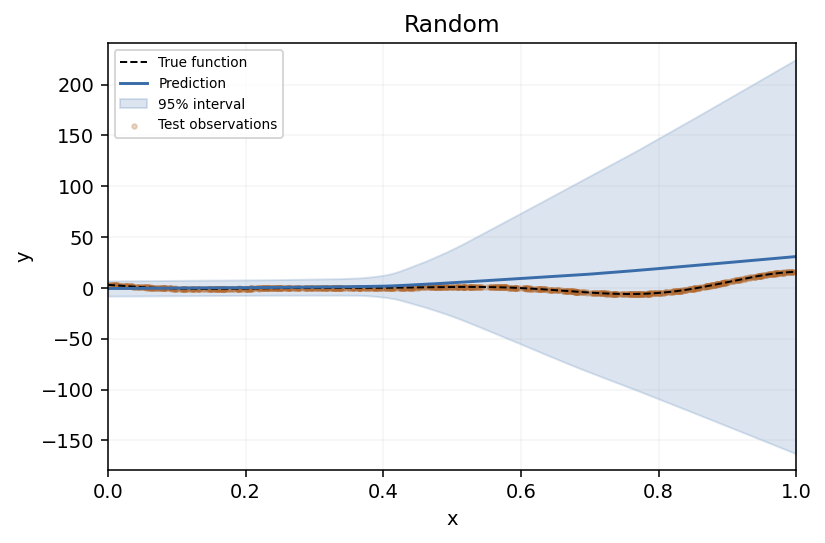 Random
True function
Prediction
95% interval
Test observations
200
150
100
50
0
−50
−100
−150
y
0.0 0.2 0.4 0.6 0.8 1.0
x